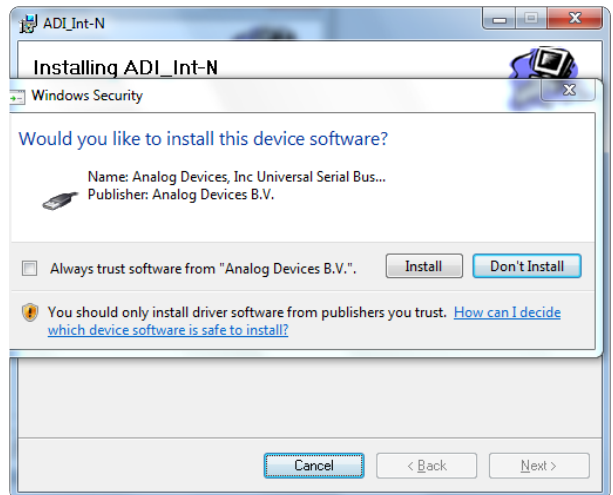 ADI_Int-N
Installing ADI_Int-N
Windows Security
Would you like to install this device software?
Name: Analog Devices, Inc Universal Serial Bus...
Publisher: Analog Devices B.V.
Always trust software from "Analog Devices B.V.".
Install
Don't Install
You should only install driver software from publishers you trust. How can I decide
which device software is safe to install?
Cancel
< Back
Next >